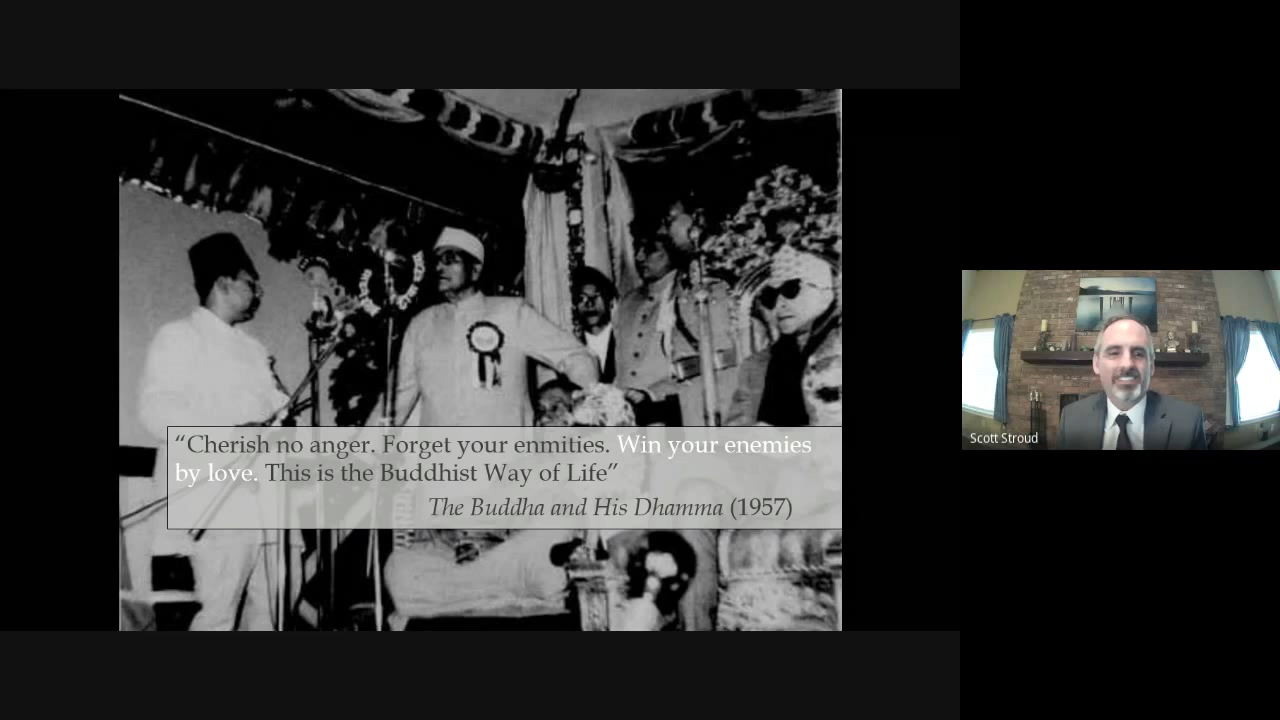 “Cherish no anger. Forget your enmities. Win your enemies
by love. This is the Buddhist Way of Life”
The Buddha and His Dhamma (1957)
Scott Stroud